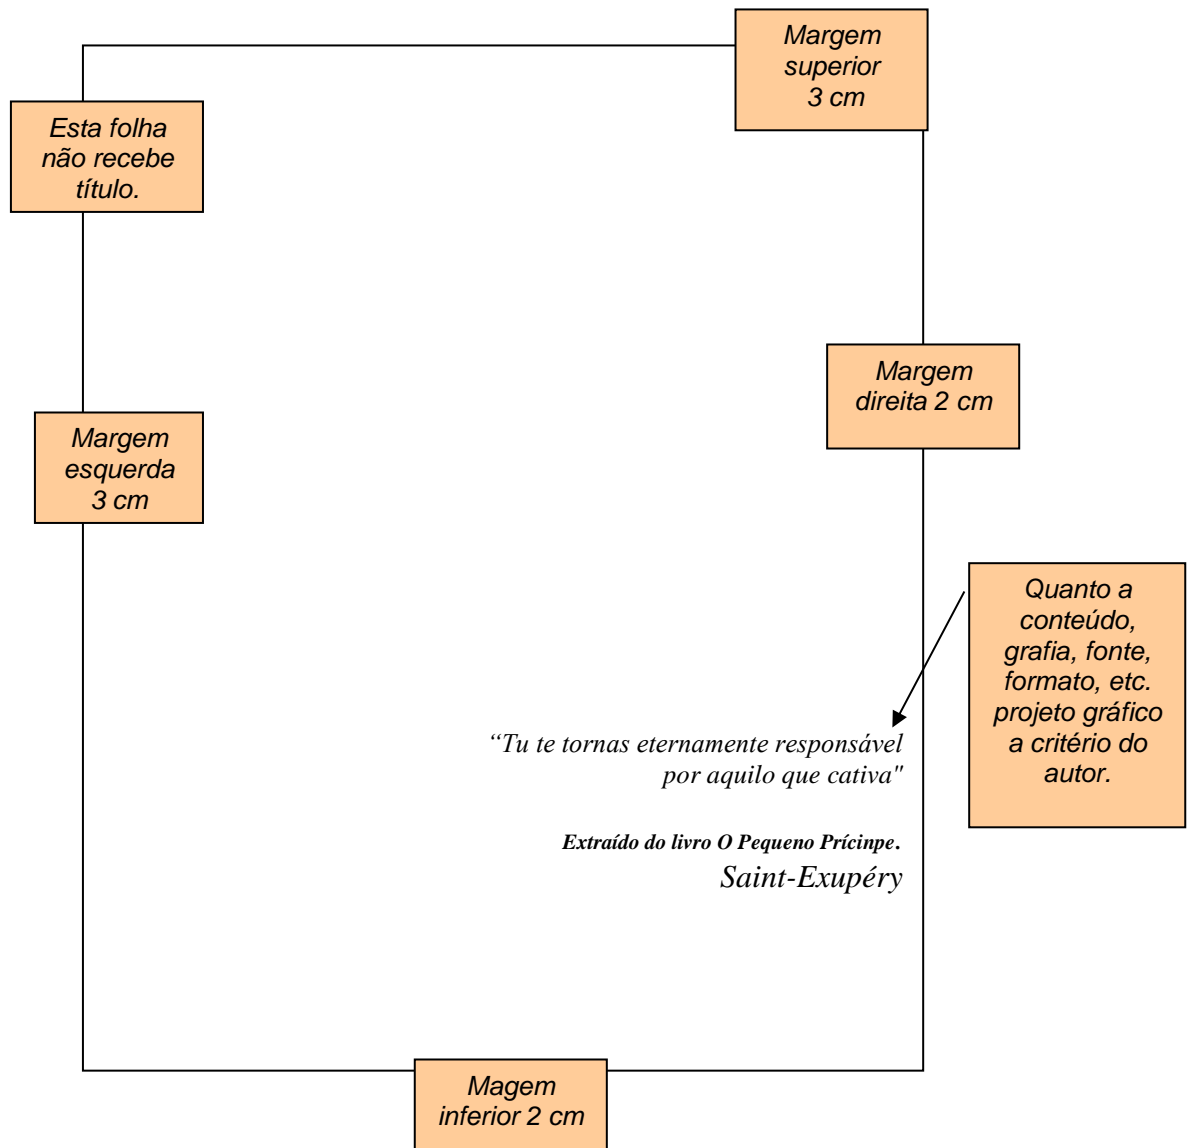 Margem
superior
3 cm
Esta folha
não recebe
título.
Margem
direita 2 cm
Margem
esquerda
3 cm
Quanto a
conteúdo,
grafia, fonte,
formato, etc.
projeto gráfico
a critério do
autor.
“Tu te tornas eternamente responsável
por aquilo que cativa"
Extraído do livro O Pequeno Prícinpe.
Saint-Exupéry
Magem
inferior 2 cm